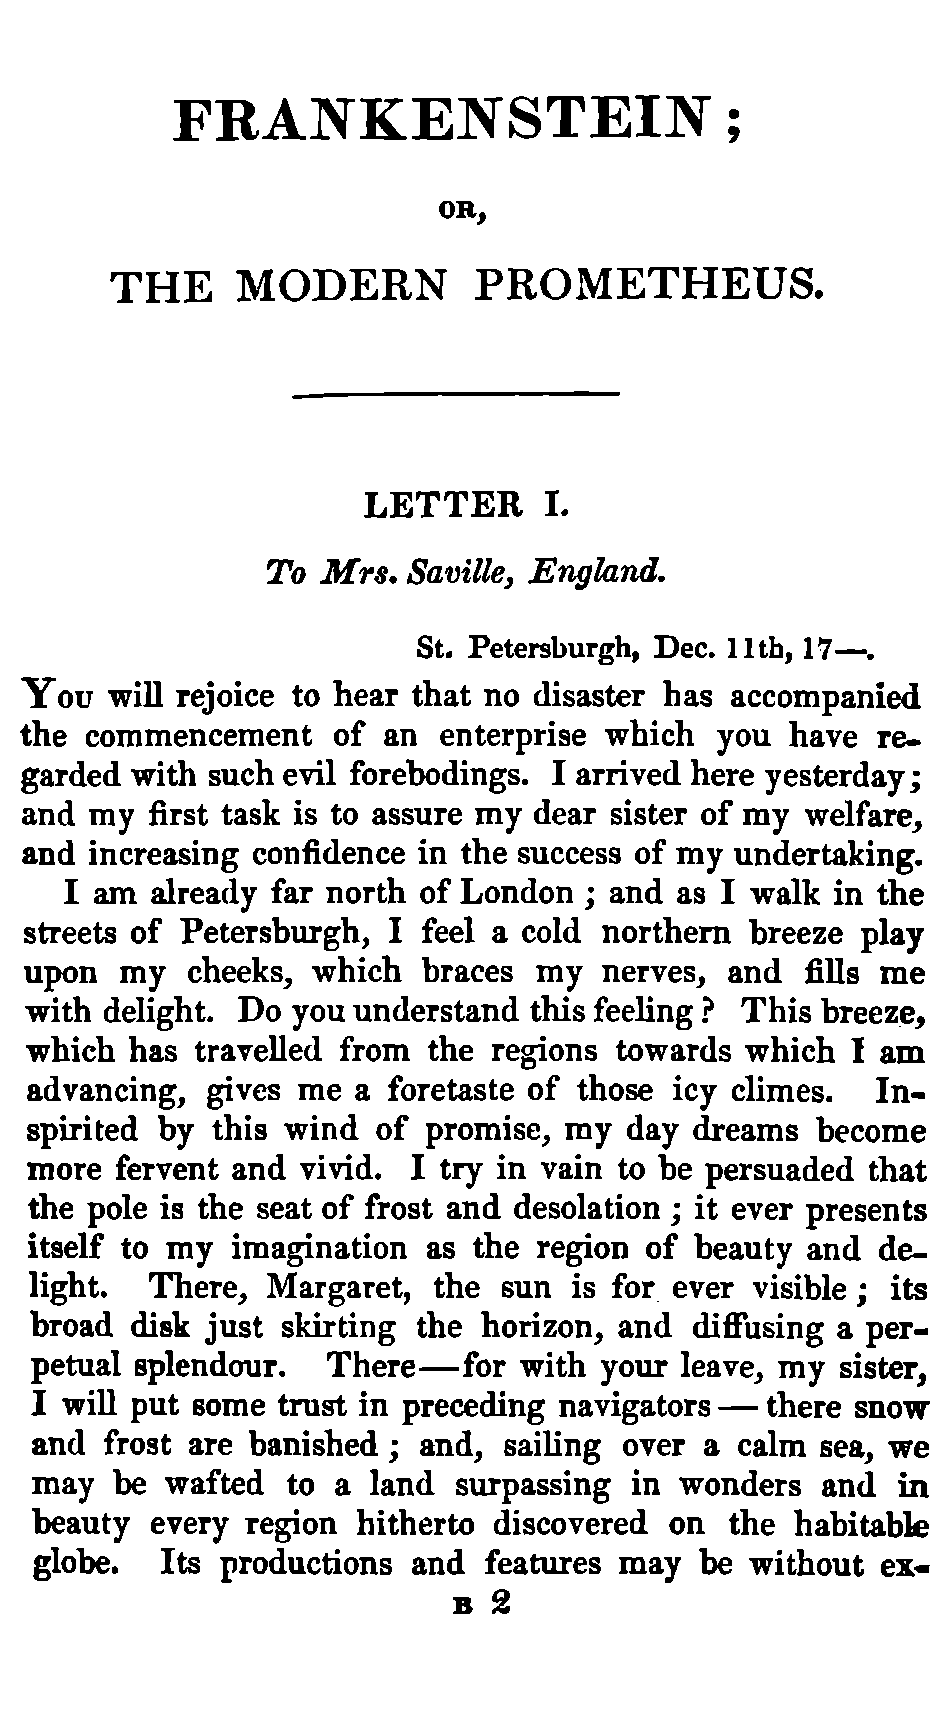 FRANKENSTEIN;
OR,
THE MODERN PROMETHEUS.
LETTER I.
To Mrs. Saville, England.
St. Petersburgh, Dec. 11th, 17—.
You will rejoice to hear that no disaster has accompanied
the commencement of an enterprise which you have re-
garded with such evil forebodings. I arrived here yesterday;
and my first task is to assure my dear sister of my welfare,
and increasing confidence in the success of my undertaking.
I am already far north of London; and as I walk in the
streets of Petersburgh, I feel a cold northern breeze play
upon my cheeks, which braces my nerves, and fills me
with delight. Do you understand this feeling? This breeze,
which has travelled from the regions towards which I am
advancing, gives me a foretaste of those icy climes. In-
spirited by this wind of promise, my day dreams become
more fervent and vivid. I try in vain to be persuaded that
the pole is the seat of frost and desolation; it ever presents
itself to my imagination as the region of beauty and de-
light. There, Margaret, the sun is for ever visible; its
broad disk just skirting the horizon, and diffusing a per-
petual splendour. There—for with your leave, my sister,
I will put some trust in preceding navigators—there snow
and frost are banished; and, sailing over a calm sea, we
may be wafted to a land surpassing in wonders and in
beauty every region hitherto discovered on the habitable
globe. Its productions and features may be without ex-
B 2